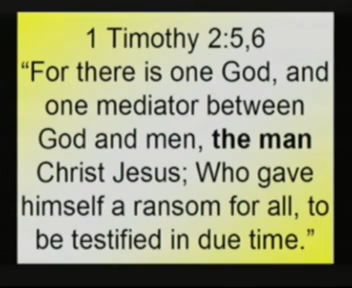 1 Timothy 2:5,6
“For there is one God, and
one mediator between
God and men, the man
Christ Jesus; Who gave
himself a ransom for all, to
be testified in due time.”